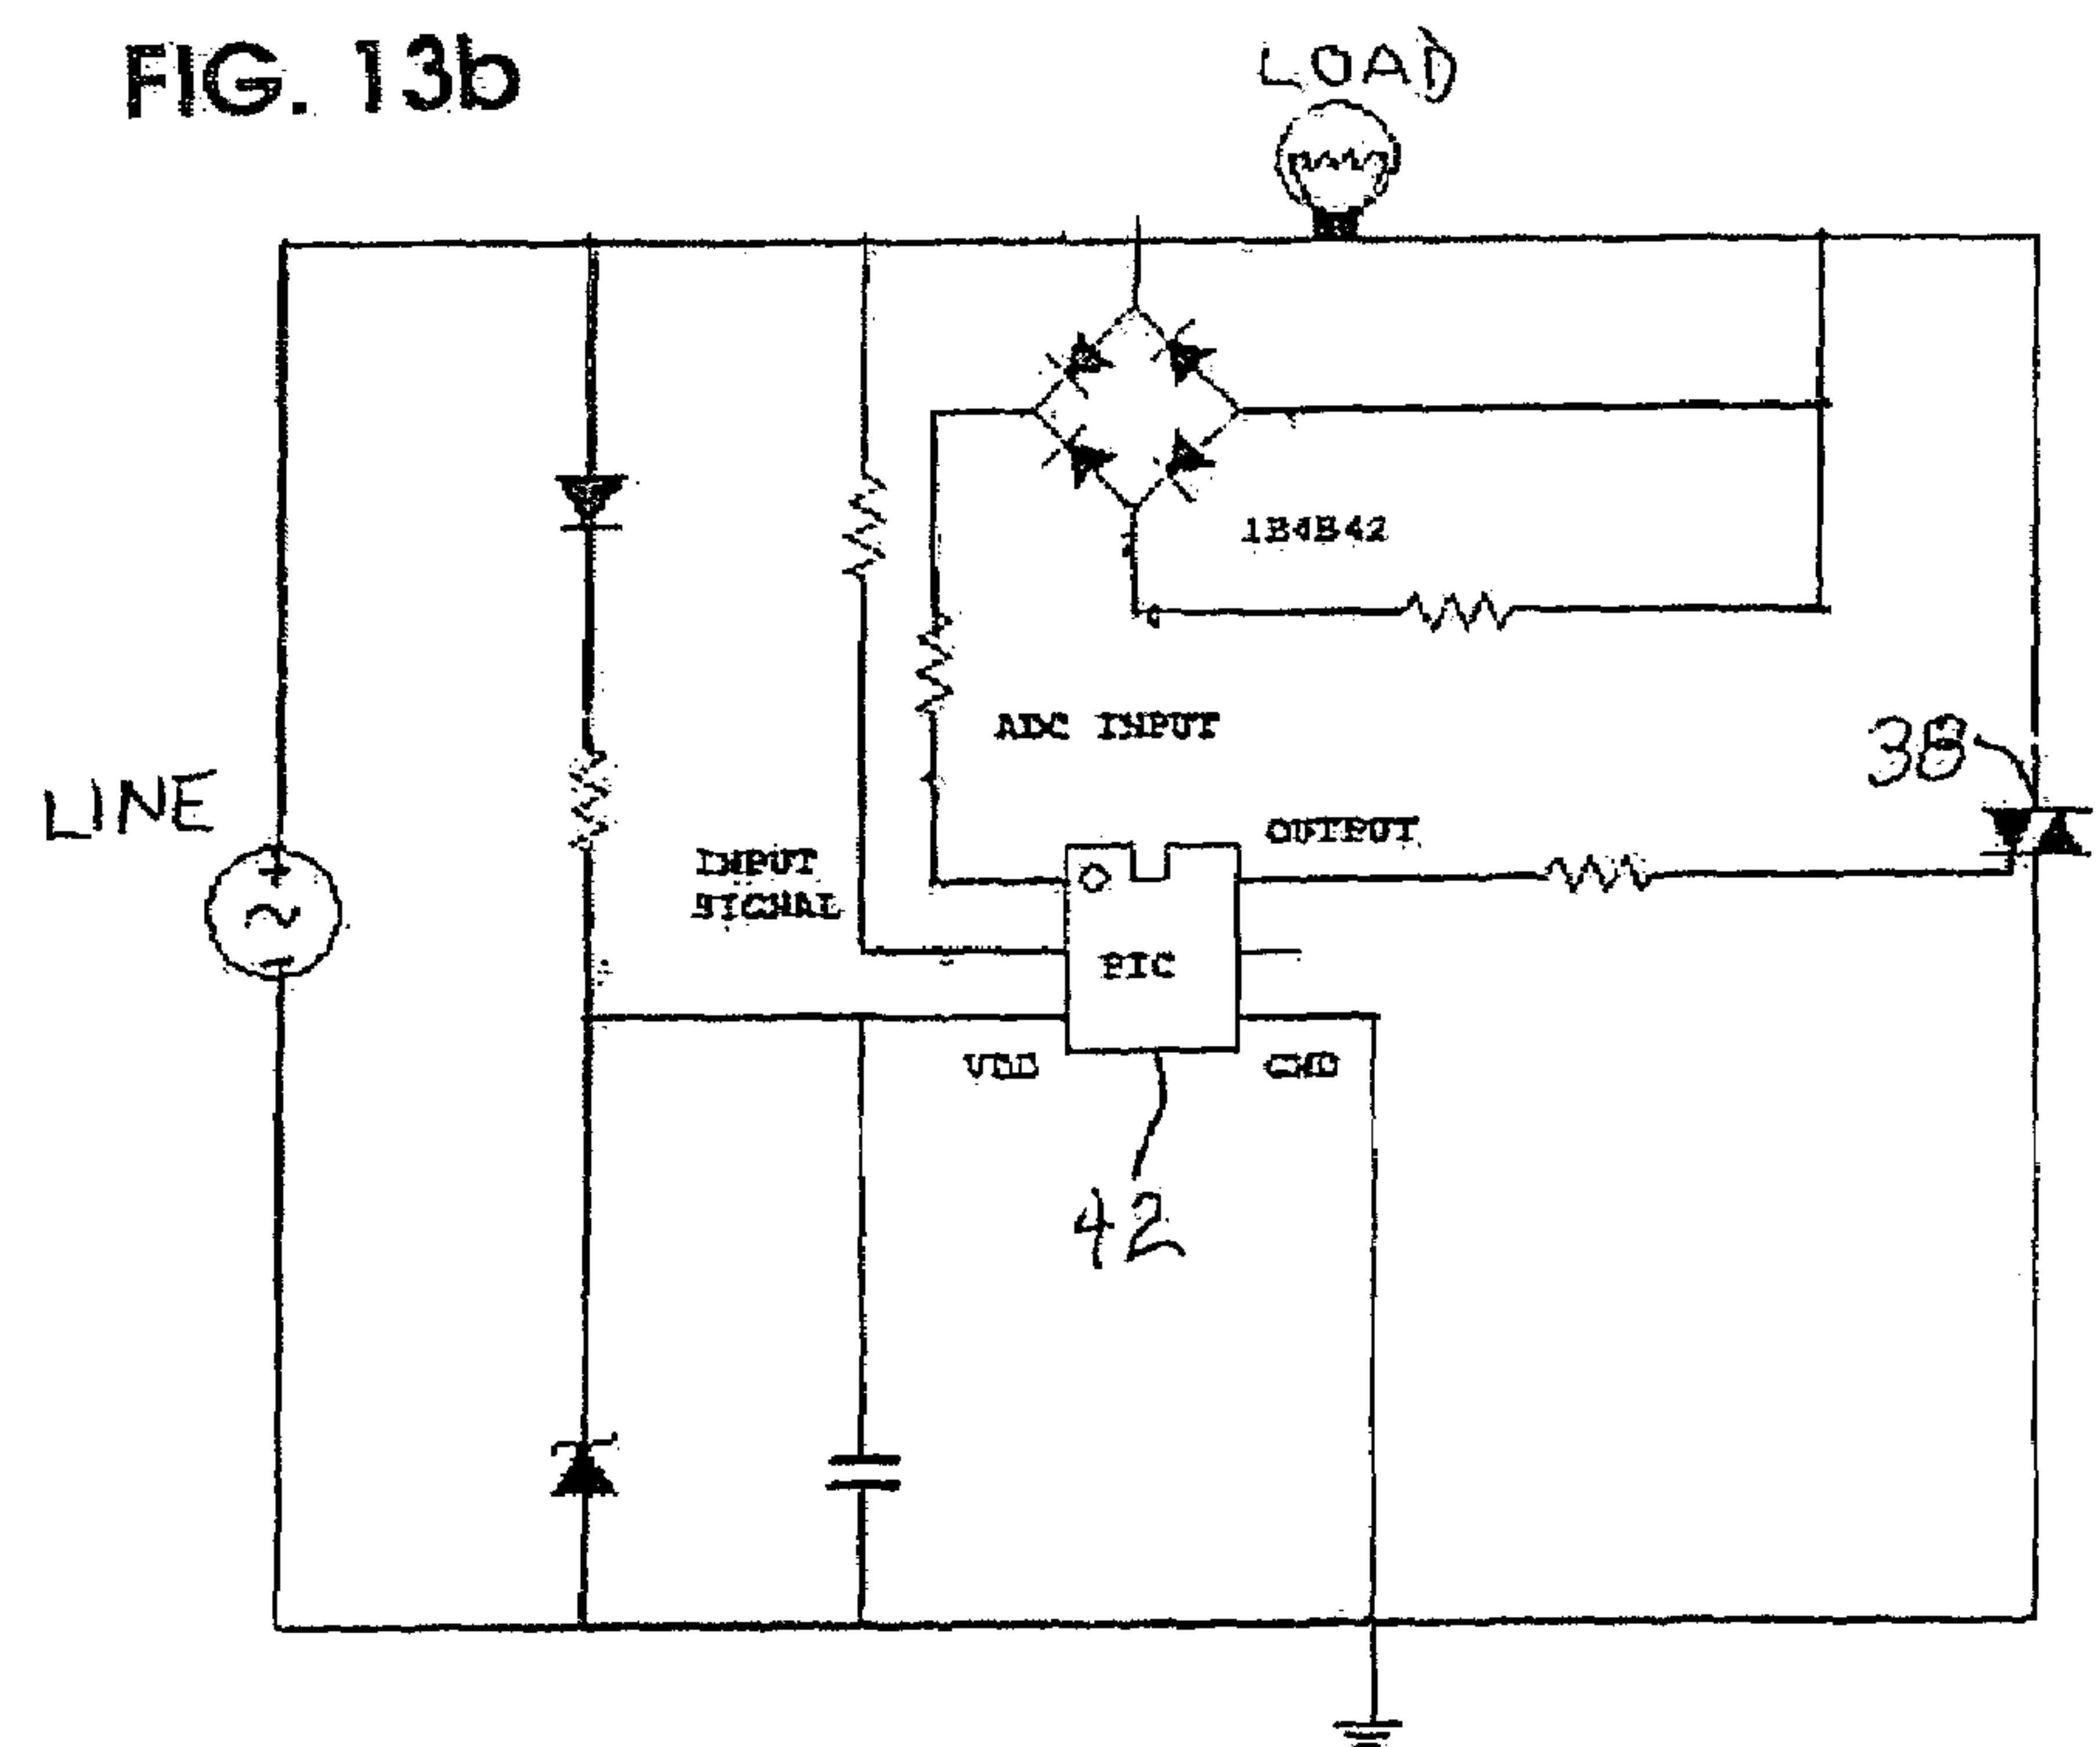 FIG. 13b
LOAD
1B4B42
ADC INPUT
38
LINE
OUTPUT
INPUT
SIGNAL
PIC
VDD
GND
42